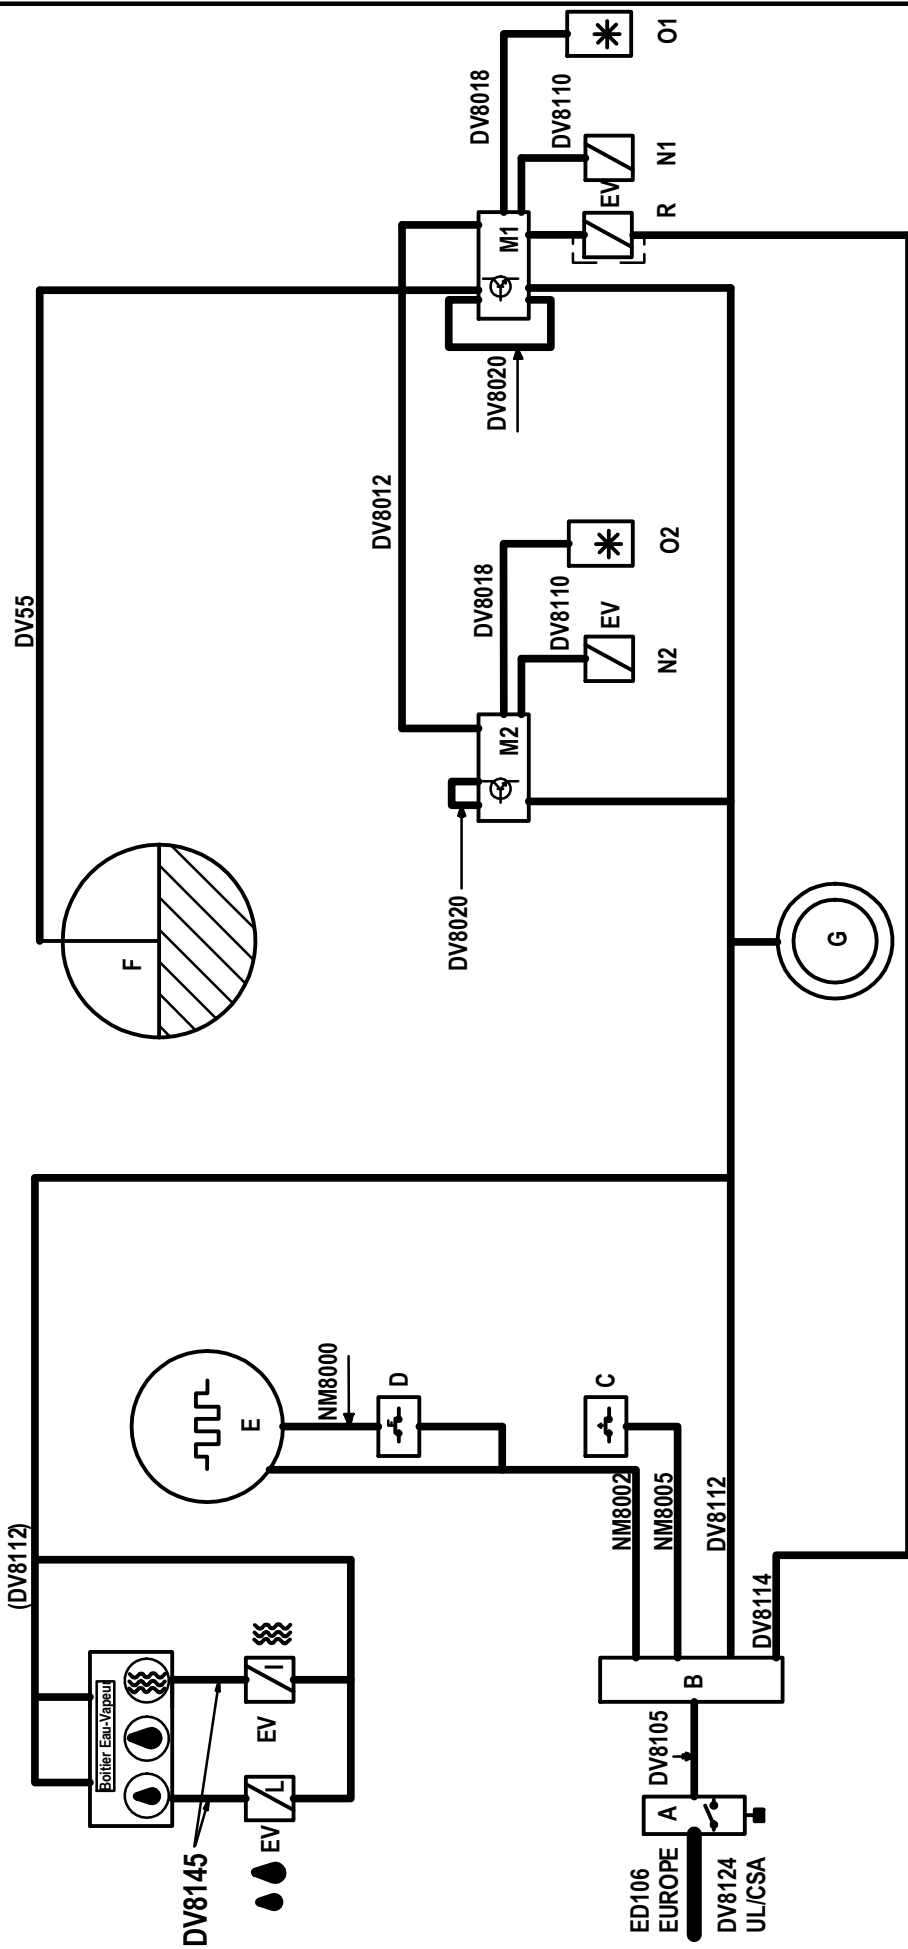 O1
DV8018
DV8110
N1
EV
R
M1
DV8020
DV8012
DV55
O2
DV8018
DV8110
EV
N2
M2
DV8020
F
G
(DV8112)
E
NM8000
D
C
NM8002
NM8005
DV8112
DV8114
B
DV8105
A
ED106
EUROPE
DV8124
UL/CSA
Boitier Eau-Vapeur
I
EV
L
EV
DV8145